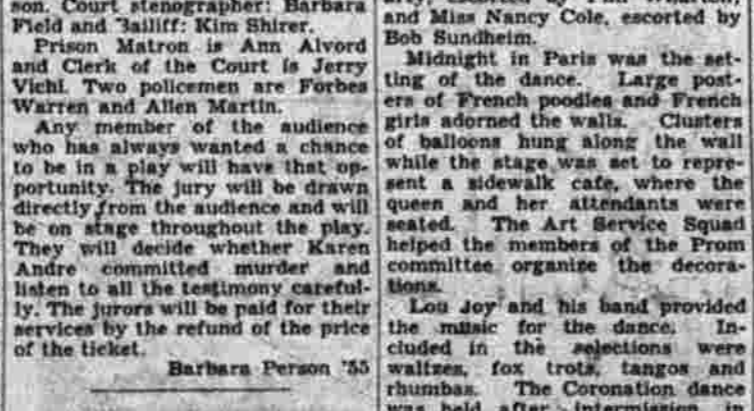 son. Court stenographer: Barbara
Field and Bailiff: Kim Shirer.
Prison Matron is Ann Alvord
and Clerk of the Court is Jerry
Vichi. Two policemen are Forbes
Warren and Allen Martin.
Any member of the audience
who has always wanted a chance
to be in a play will have that op-
portunity. The jury will be drawn
directly from the audience and will
be on stage throughout the play.
They will decide whether Karen
Andre committed murder and
listen to all the testimony careful-
ly. The jurors will be paid for their
services by the refund of the price
of the ticket.
Barbara Person '55
and Miss Nancy Cole, escorted by
Bob Sundheim.
Midnight in Paris was the set-
ting of the dance. Large post-
ers of French poodles and French
girls adorned the walls. Clusters
of balloons hung along the wall
while the stage was set to repre-
sent a sidewalk cafe, where the
queen and her attendants were
seated. The Art Service Squad
helped the members of the Prom
committee organize the decora-
tions.
Lou Joy and his band provided
the music for the dance. In-
cluded in the selections were
waltzes, fox trots, tangos and
rhumbas. The Coronation dance
was held after intermission, in